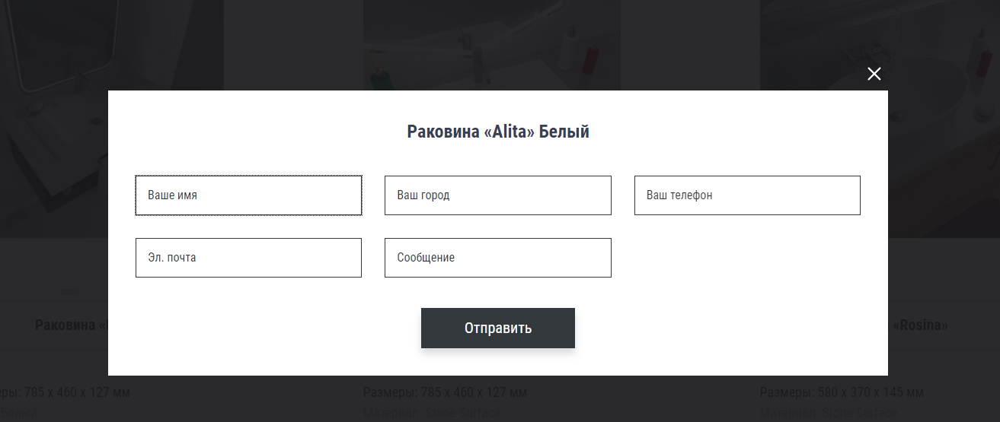 Раковина «Alita» Белый
Ваше имя
Ваш город
Ваш телефон
Эл. почта
Сообщение
Отправить
Раковина «
«Rosina»
еры: 785 x 460 x 127 мм
Размеры: 785 x 460 x 127 мм
Размеры: 580 x 370 x 145 мм
Белый
Материал: Stone Surface
Материал: Stone Surface